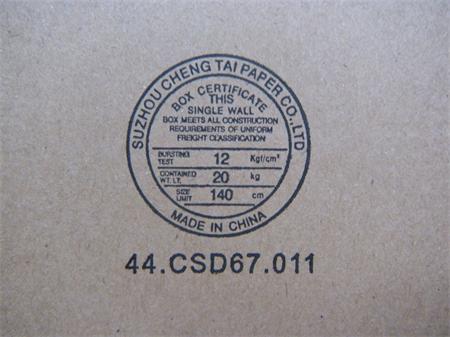 SUZHOU CHENG TAI PAPER CO.,LTD
BOX CERTIFICATE
THIS
SINGLE WALL
BOX MEETS ALL CONSTRUCTION
REQUIREMENTS OF UNIFORM
FREIGHT CLASSIFICATION
BURSTING TEST 12 Kgf/cm²
CONTAINED WT. LT. 20 kg
SIZE LIMIT 140 cm
MADE IN CHINA
44.CSD67.011